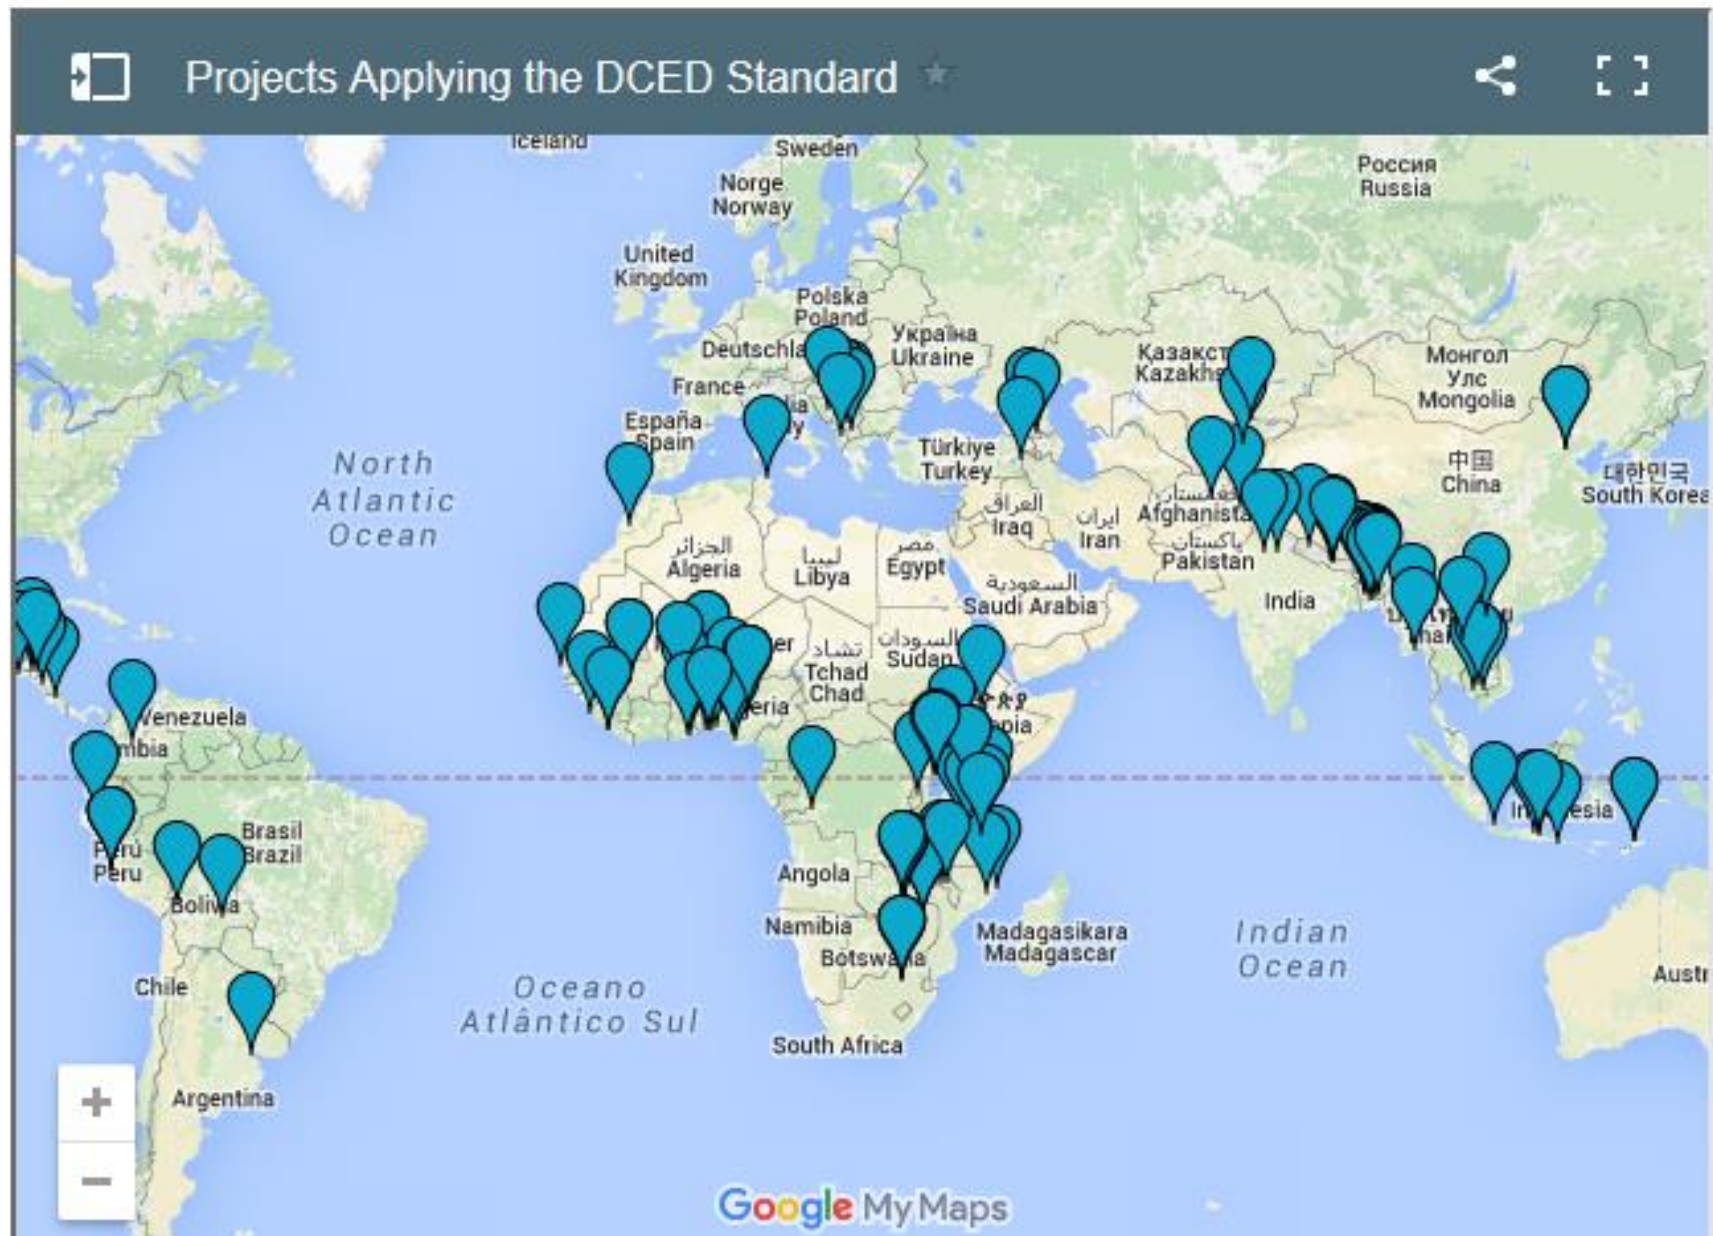 Projects Applying the DCED Standard
Iceland
Sweden
Россия
Russia
Norge
Norway
United
Kingdom
Polska
Poland
Україна
Ukraine
Deutschla
Казакст
Kazakhs
Монгол
Улс
Mongolia
France
España
Spain
Türkiye
Turkey
中国
China
대한민국
South Korea
North
Atlantic
Ocean
العراق
Iraq
ایران
Iran
Afghanista
پاکستان
Pakistan
الجزائر
Algeria
ليبيا
Libya
مصر
Egypt
السعودية
Saudi Arabia
India
السودان
Sudan
تشاد
Tchad
Chad
Venezuela
mbia
eria
Brasil
Brazil
Perú
Peru
Angola
Bolivia
Namibia
Botswana
Madagasikara
Madagascar
Indian
Ocean
Austr
Chile
Oceano
Atlântico Sul
South Africa
Argentina
Google My Maps